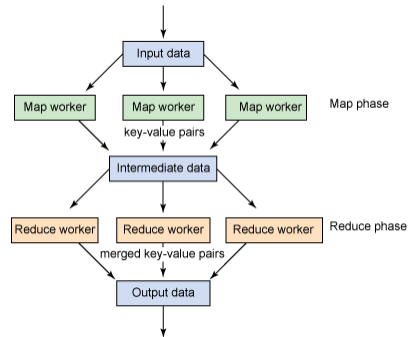 Input data
Map worker
Map worker
Map worker
Map phase
key-value pairs
Intermediate data
Reduce worker
Reduce worker
Reduce worker
Reduce phase
merged key-value pairs
Output data